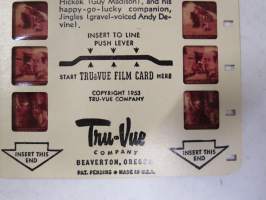 Hickok (Guy Madison), and his
happy-go-lucky companion,
Jingles (gravel-voiced Andy De-
vine).
INSERT TO LINE
PUSH LEVER
START TRU-VUE FILM CARD HERE
COPYRIGHT 1953
TRU-VUE COMPANY
Tru-Vue
COMPANY
BEAVERTON, OREGON
PAT. PENDING ★ MADE IN U.S.A.
INSERT THIS
END
INSERT THIS
END